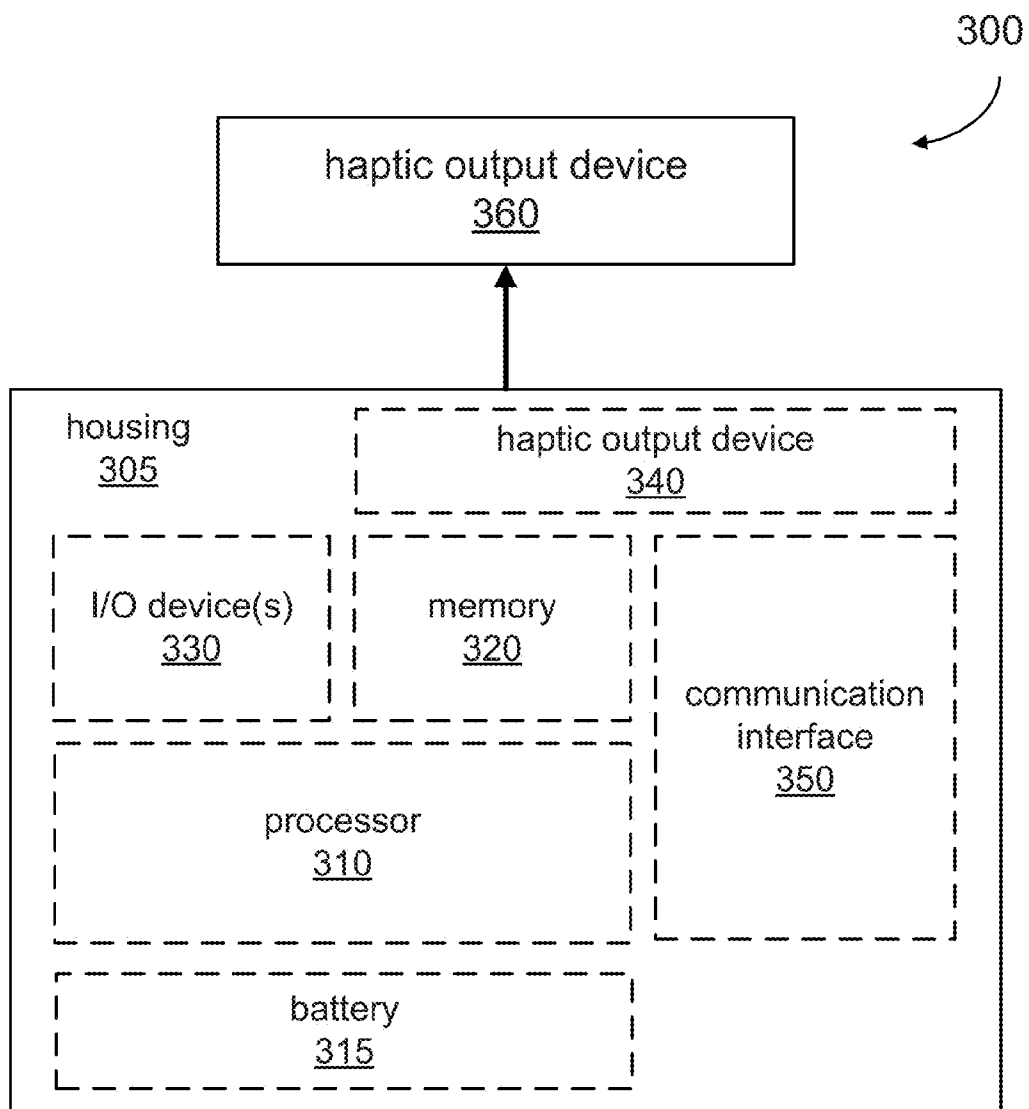 300
haptic output device
360
housing
305
haptic output device
340
I/O device(s)
330
memory
320
communication
interface
350
processor
310
battery
315